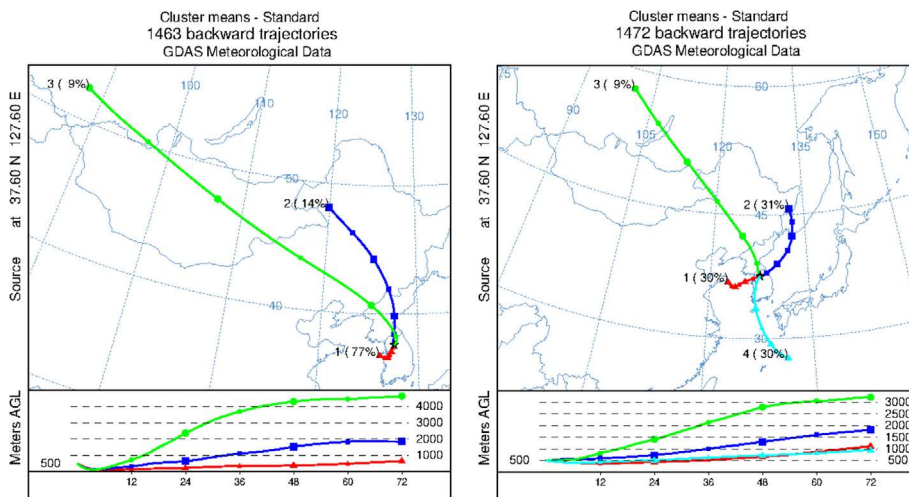 Cluster means - Standard
1463 backward trajectories
GDAS Meteorological Data
Source at 37.60 N 127.60 E
3 ( 9%)
100
110
120
130
50
2 ( 14%)
40
1 ( 77%)
Meters AGL
500
4000
3000
2000
1000
12
24
36
48
60
72
Cluster means - Standard
1472 backward trajectories
GDAS Meteorological Data
Source at 37.60 N 127.60 E
75
60
3 ( 9%)
90
105
120
135
150
2 ( 31%)
45
1 ( 30%)
30
4 ( 30%)
Meters AGL
500
3000
2500
2000
1500
1000
500
12
24
36
48
60
72